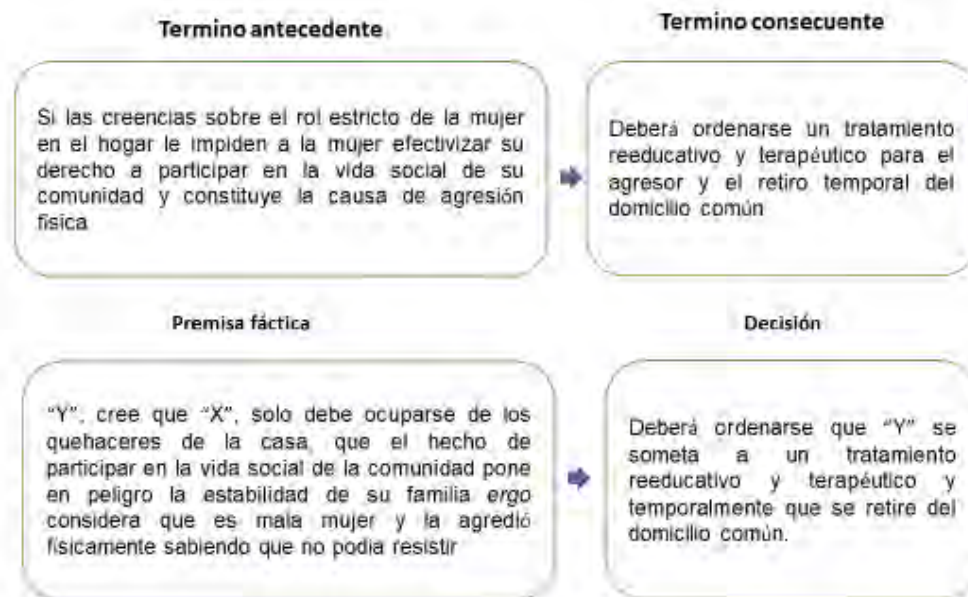 Termino antecedente
Termino consecuente
Si las creencias sobre el rol estricto de la mujer
en el hogar le impiden a la mujer efectivizar su
derecho a participar en la vida social de su
comunidad y constituye la causa de agresión
física
Deberá ordenarse un tratamiento
reeducativo y terapéutico para el
agresor y el retiro temporal del
domicilio común
Premisa fáctica
Decisión
“Y”, cree que “X”, solo debe ocuparse de los
quehaceres de la casa, que el hecho de
participar en la vida social de la comunidad pone
en peligro la estabilidad de su familia ergo
considera que es mala mujer y la agredió
físicamente sabiendo que no podia resistir
Deberá ordenarse que “Y” se
someta a un tratamiento
reeducativo y terapéutico y
temporalmente que se retire del
domicilio común.